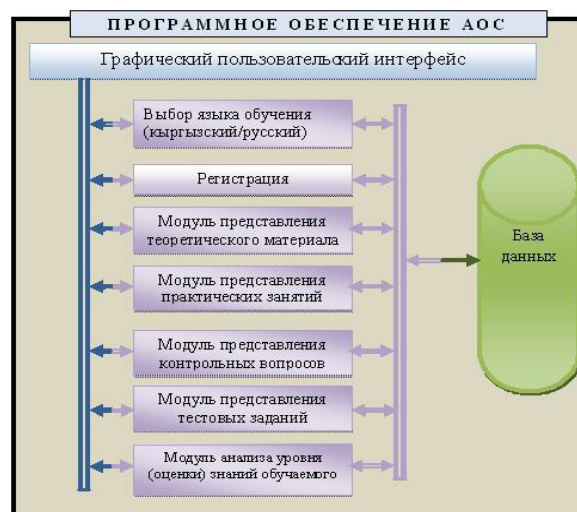 ПРОГРАММНОЕ ОБЕСПЕЧЕНИЕ АОС
Графический пользовательский интерфейс
Выбор языка обучения
(кыргызский/русский)
Регистрация
Модуль представления
теоретического материала
Модуль представления
практических занятий
Модуль представления
контрольных вопросов
Модуль представления
тестовых заданий
Модуль анализа уровня
(оценки) знаний обучаемого
База
данных